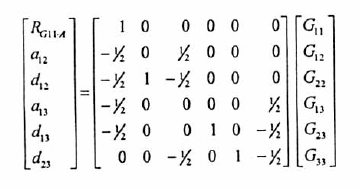 [R_{G11·A}] [1 0 0 0 0 0] [G_{11}]
[a_{12}] [-½ 0 ½ 0 0 0] [G_{12}]
[d_{12}] = [-½ 1 -½ 0 0 0] [G_{22}]
[a_{13}] [-½ 0 0 0 0 ½] [G_{13}]
[d_{13}] [-½ 0 0 1 0 -½] [G_{23}]
[d_{23}] [0 0 -½ 0 1 -½] [G_{33}]